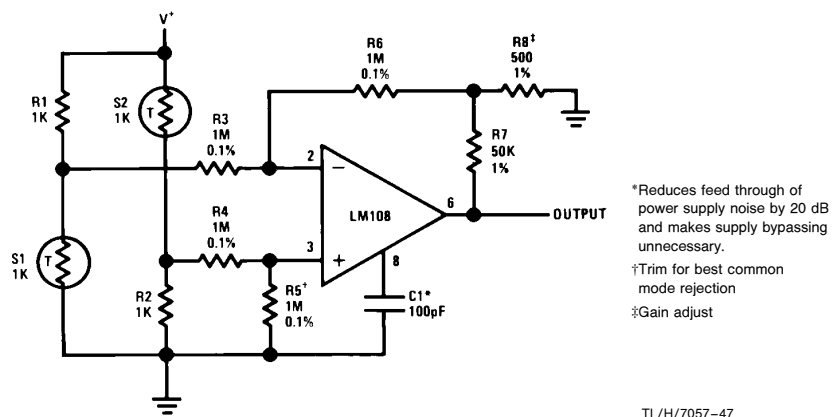 V+
R1
1K
S2
1K
T
R3
1M
0.1%
R6
1M
0.1%
R8‡
500
1%
R7
50K
1%
2
−
LM108
6
OUTPUT
S1
1K
T
R4
1M
0.1%
3
+
8
R2
1K
R5†
1M
0.1%
C1*
100pF
*Reduces feed through of
power supply noise by 20 dB
and makes supply bypassing
unnecessary.
†Trim for best common
mode rejection
‡Gain adjust
TL/H/7057–47